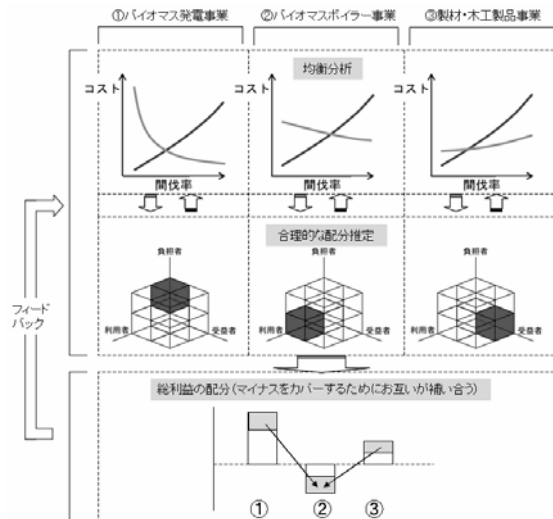 ①バイオマス発電事業
②バイオマスボイラー事業
③製材・木工製品事業
均衡分析
コスト
コスト
コスト
間伐率
間伐率
間伐率
合理的な配分推定
負担者
負担者
負担者
利用者
受益者
利用者
受益者
利用者
受益者
フィード
バック
総利益の配分(マイナスをカバーするためにお互いが補い合う)
①
②
③